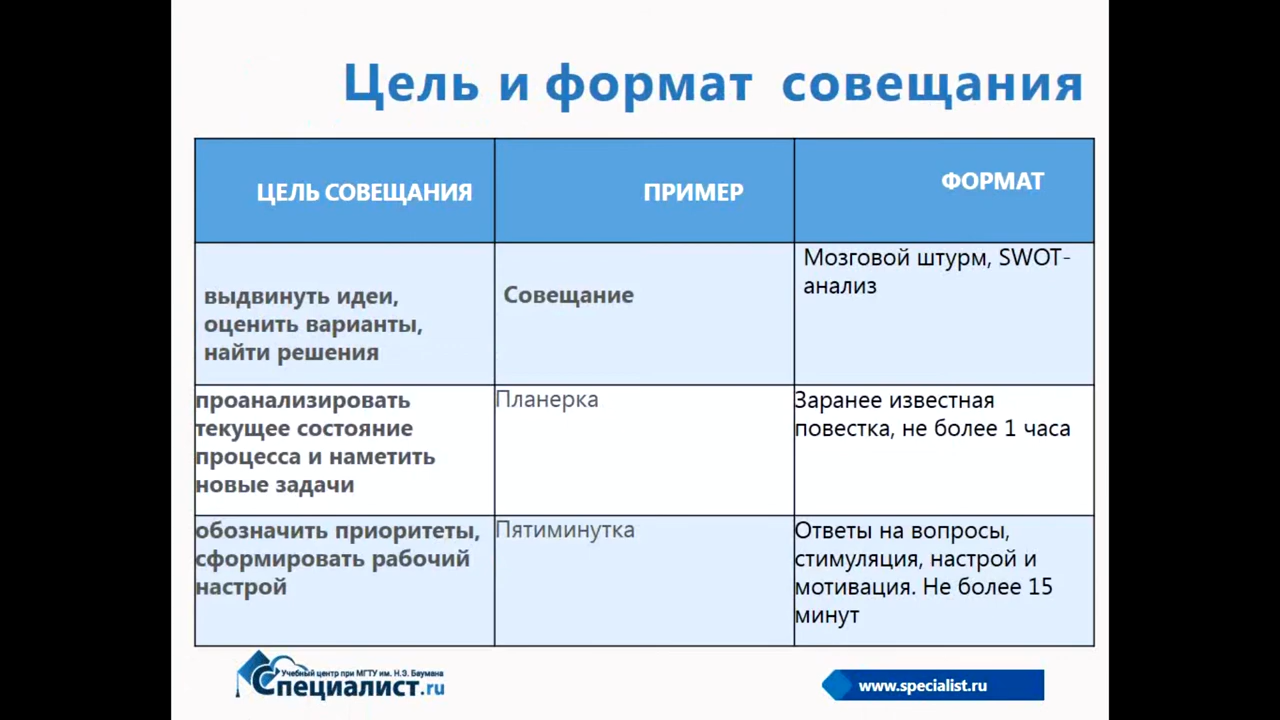 Цель и формат совещания
ЦЕЛЬ СОВЕЩАНИЯ
ПРИМЕР
ФОРМАТ
выдвинуть идеи,
оценить варианты,
найти решения
Совещание
Мозговой штурм, SWOT-
анализ
проанализировать
текущее состояние
процесса и наметить
новые задачи
Планерка
Заранее известная
повестка, не более 1 часа
обозначить приоритеты,
сформировать рабочий
настрой
Пятиминутка
Ответы на вопросы,
стимуляция, настрой и
мотивация. Не более 15
минут
Учебный центр при МГТУ им. Н.Э. Баумана
Специалист.ru
www.specialist.ru